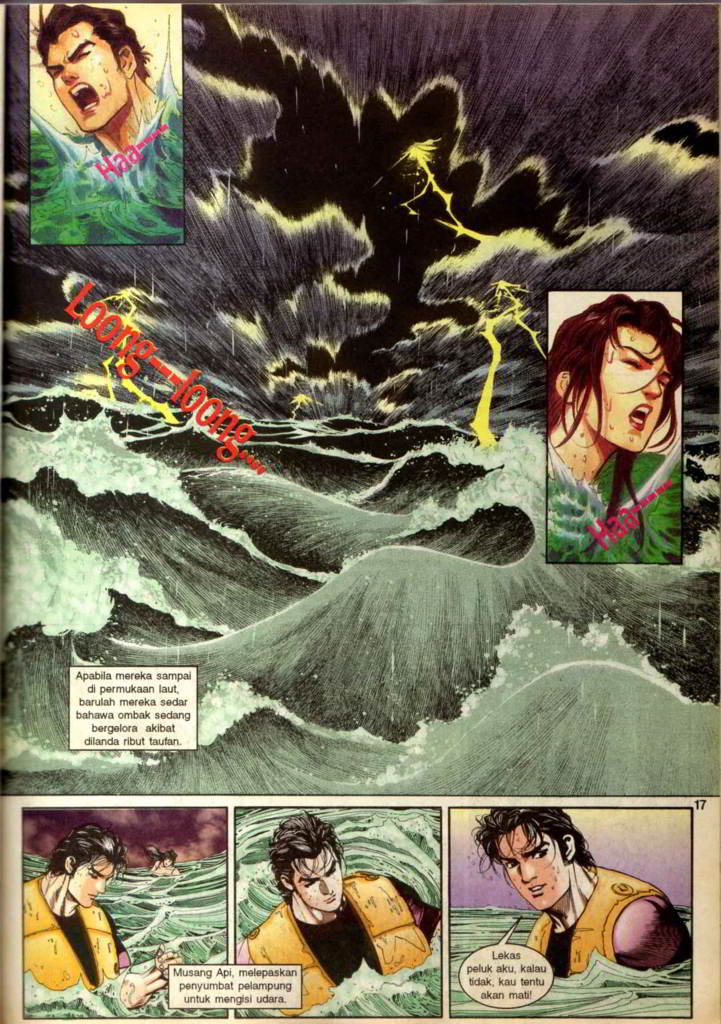 Haa----
Loong---loong....
Haa----
Apabila mereka sampai
di permukaan laut,
barulah mereka sedar
bahawa ombak sedang
bergelora akibat
dilanda ribut taufan.
17
Musang Api, melepaskan
penyumbat pelampung
untuk mengisi udara.
Lekas
peluk aku, kalau
tidak, kau tentu
akan mati!